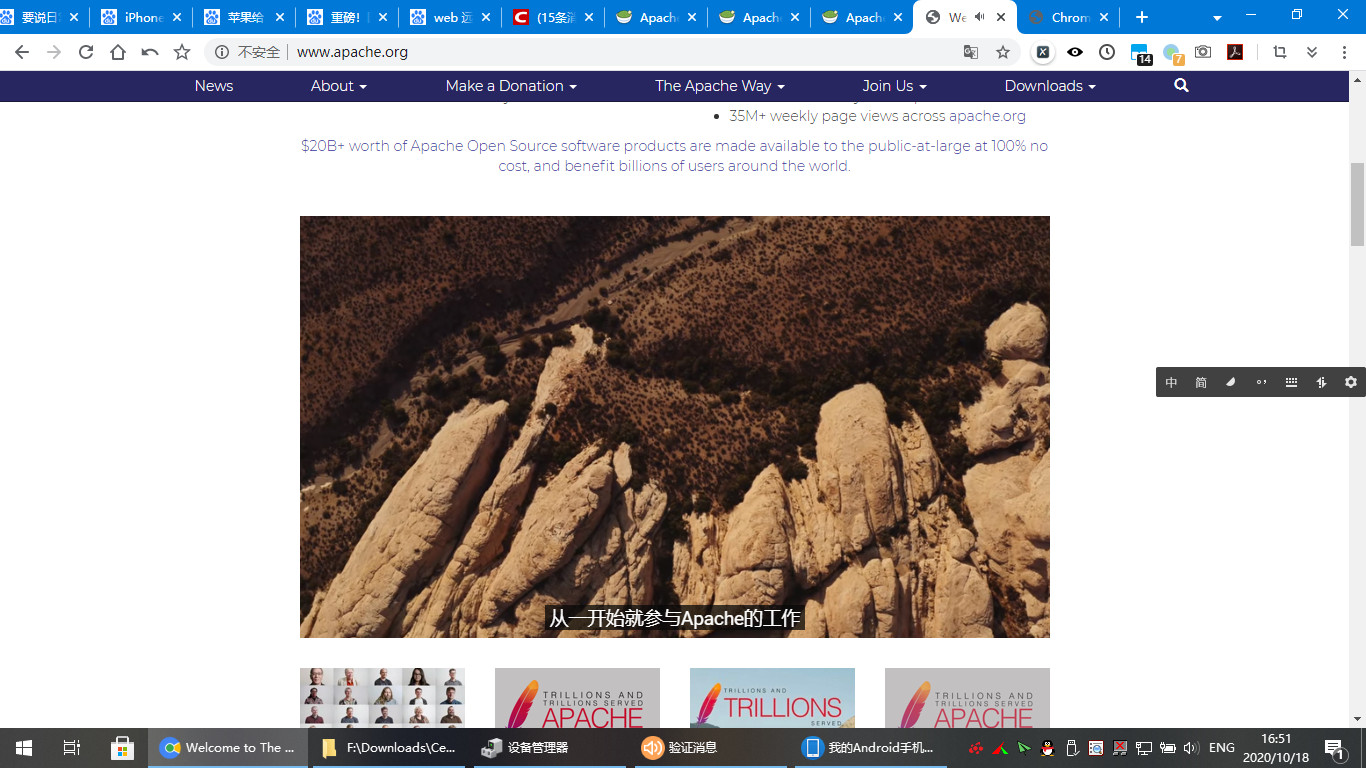 要说日
iPhone
苹果给
重磅！
web 远
(15条消
Apache
Apache
Apache
We
Chrom
不安全
www.apache.org
14
7
News
About
Make a Donation
The Apache Way
Join Us
Downloads
35M+ weekly page views across apache.org
$20B+ worth of Apache Open Source software products are made available to the public-at-large at 100% no
cost, and benefit billions of users around the world.
中 简
从一开始就参与Apache的工作
TRILLIONS AND
TRILLIONS SERVED
APACHE
TRILLIONS AND
TRILLIONS
SERVED
TRILLIONS AND
TRILLIONS SERVED
APACHE
Welcome to The ...
F:\Downloads\Ce...
设备管理器
验证消息
我的Android手机...
ENG
16:51
2020/10/18
1